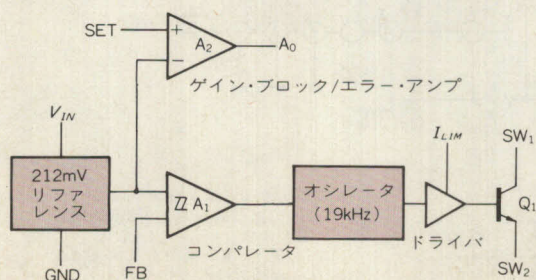 SET
+
−
A2
A0
ゲイン・ブロック/エラー・アンプ
VIN
212mV
リファ
レンス
GND
FB
A1
コンパレータ
オシレータ
(19kHz)
ILIM
ドライバ
SW1
Q1
SW2